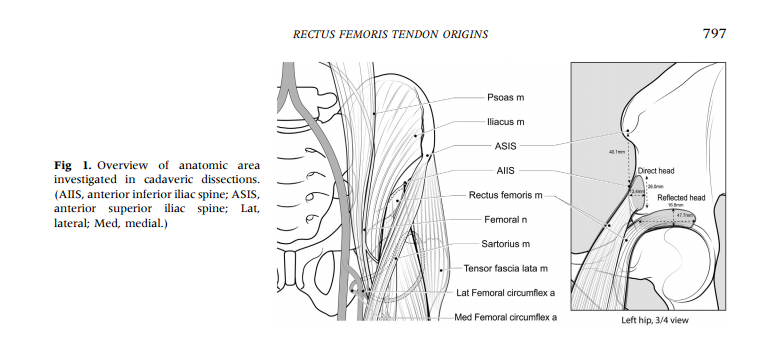 RECTUS FEMORIS TENDON ORIGINS
797
Fig 1. Overview of anatomic area
investigated in cadaveric dissections.
(AIIS, anterior inferior iliac spine; ASIS,
anterior superior iliac spine; Lat,
lateral; Med, medial.)
Psoas m
Iliacus m
ASIS
AIIS
Rectus femoris m
Femoral n
Sartorius m
Tensor fascia lata m
Lat Femoral circumflex a
Med Femoral circumflex a
40.1mm
Direct head
26.0mm
13.4mm
Reflected head
16.8mm
47.7mm
Left hip, 3/4 view